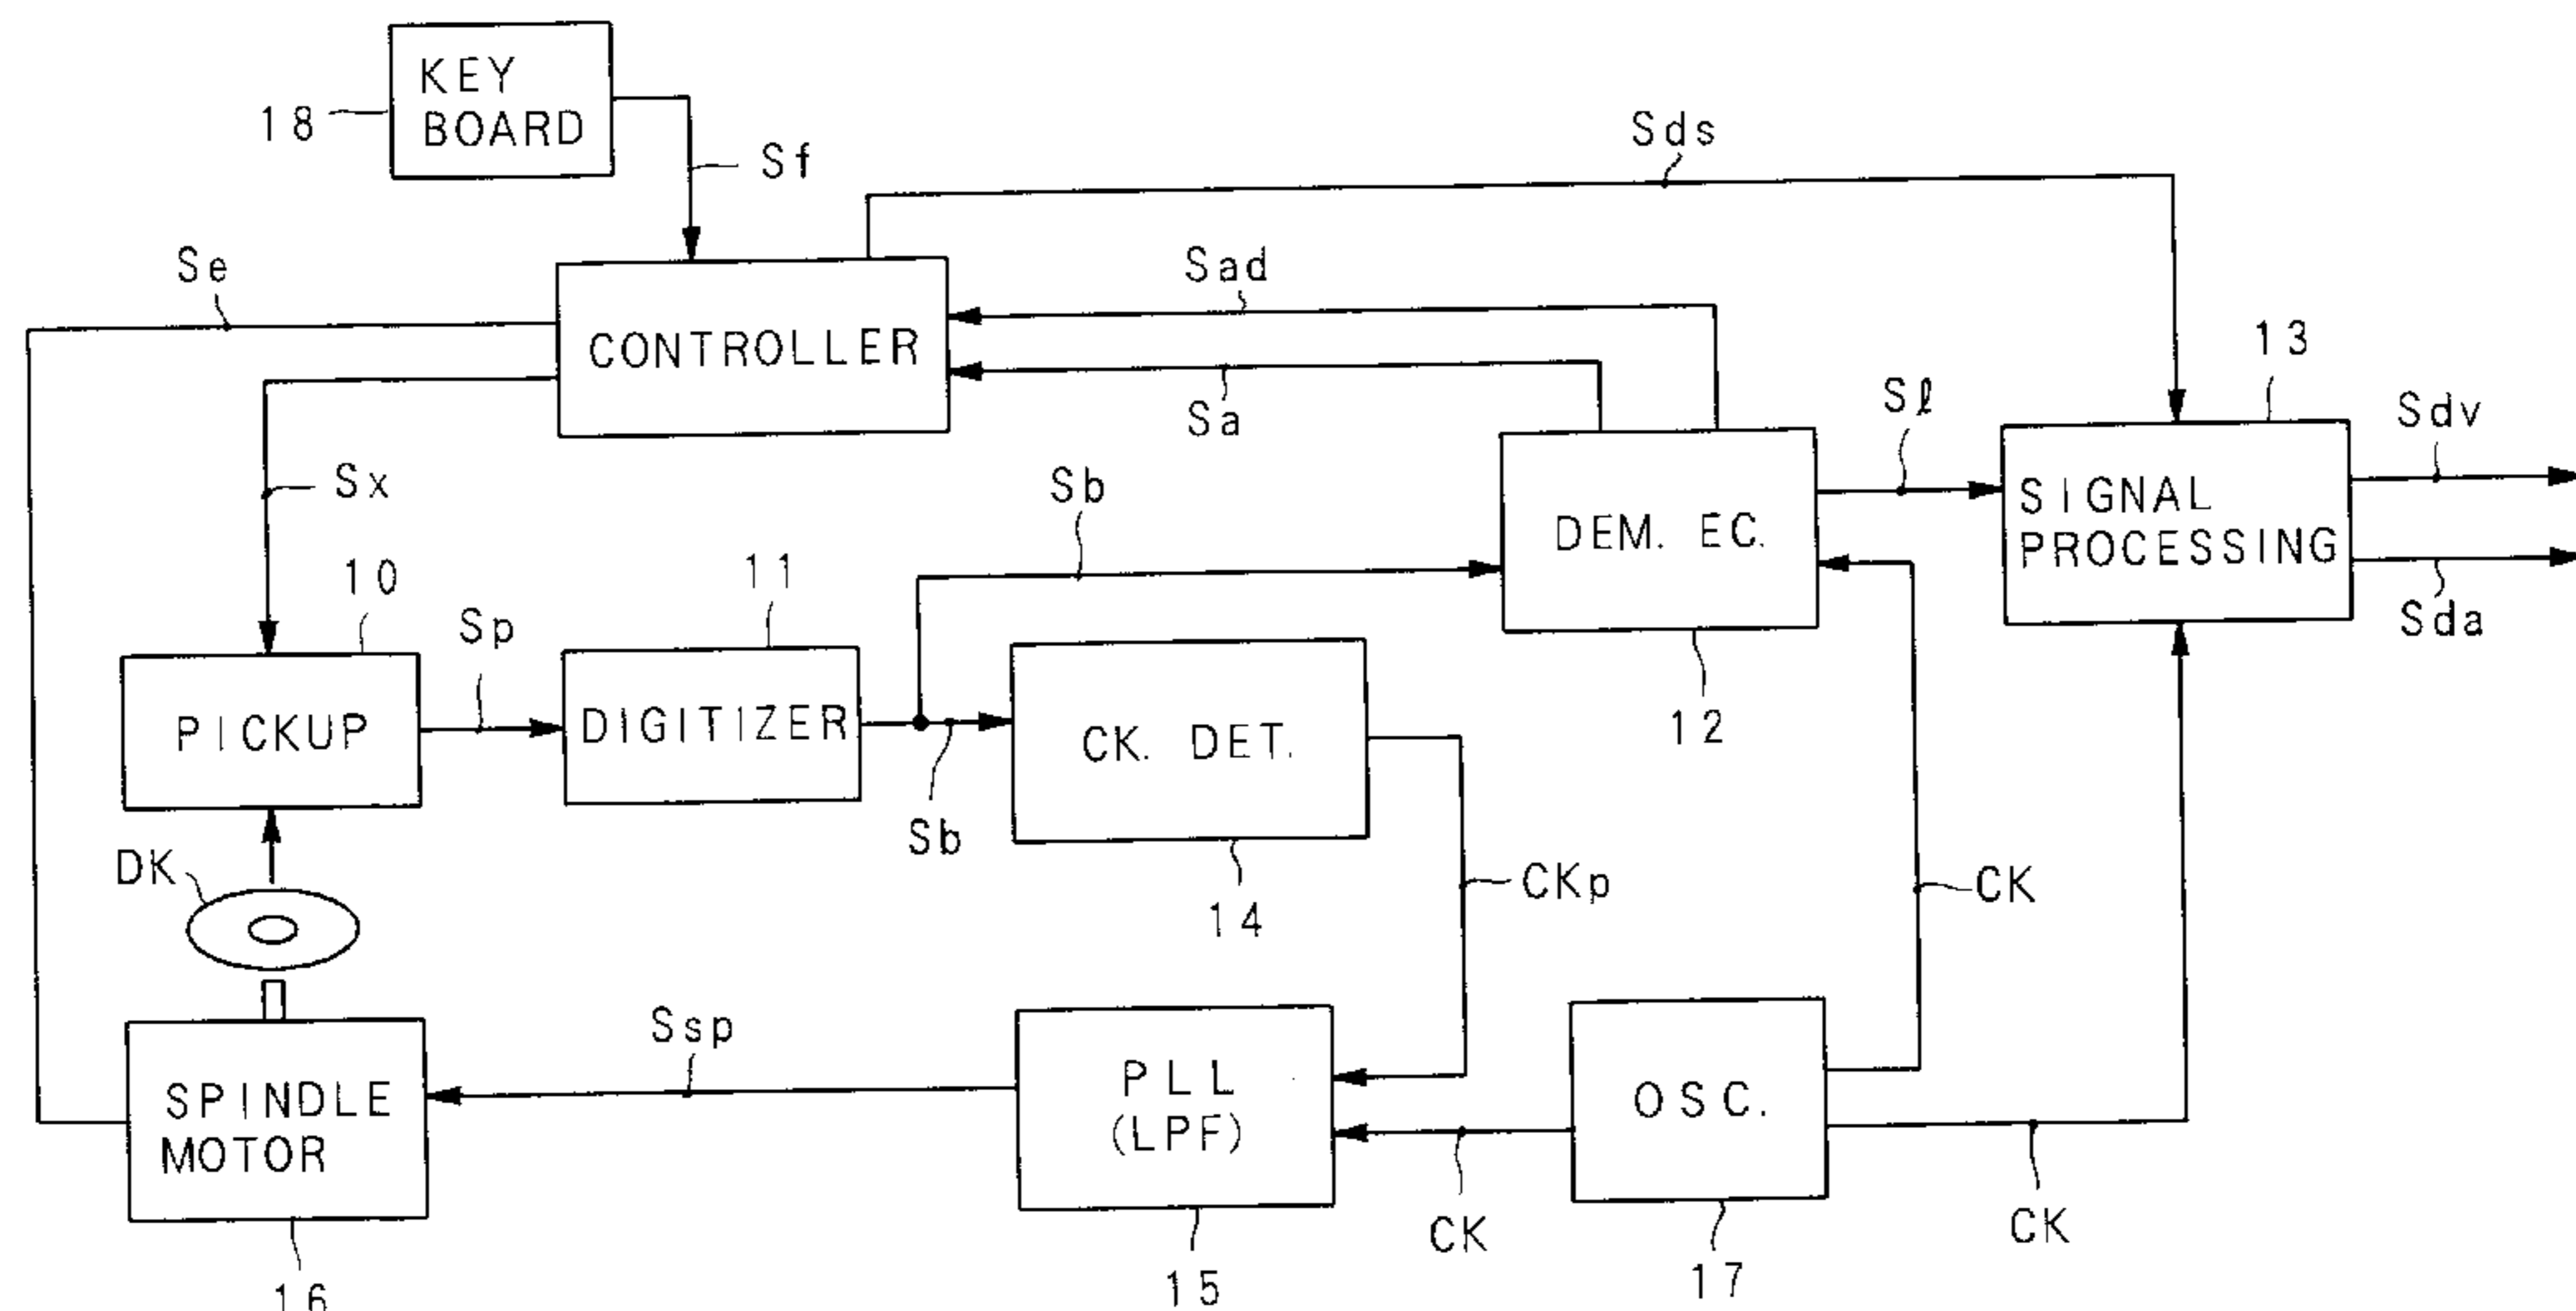 KEY
BOARD
18
Sf
Sds
Se
Sad
CONTROLLER
Sa
13
Sℓ
Sdv
Sx
Sb
SIGNAL
PROCESSING
DEM. EC.
Sda
10
11
Sp
12
PICKUP
DIGITIZER
CK. DET.
Sb
DK
14
CKp
CK
Ssp
SPINDLE
MOTOR
PLL
(LPF)
OSC.
CK
CK
16
15
17